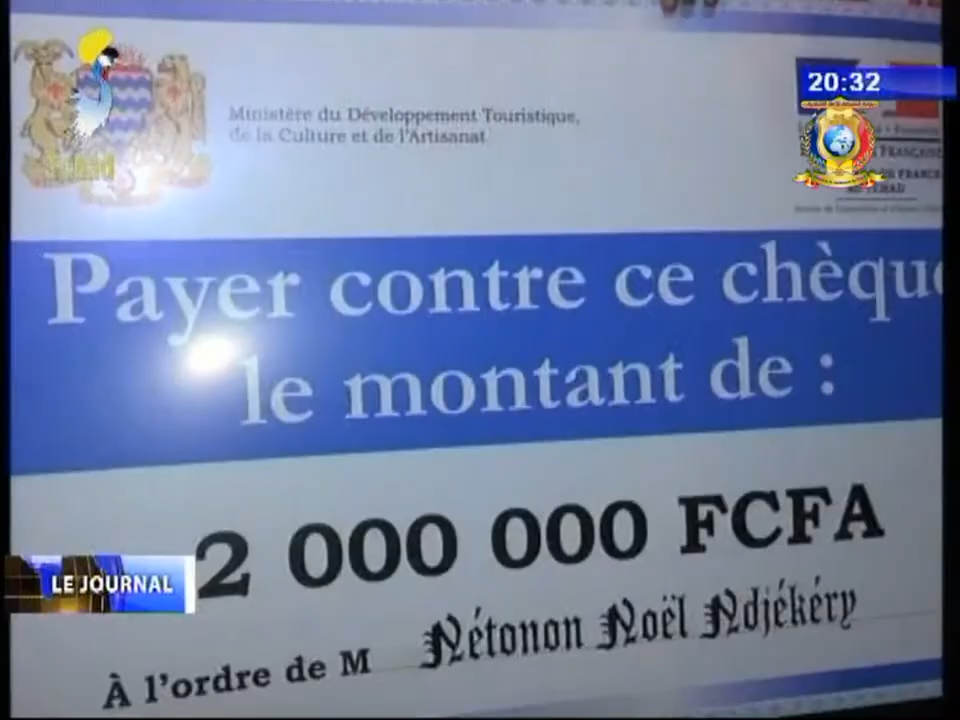 20:32
Ministère du Développement Touristique,
de la Culture et de l'Artisanat
Tchad
Payer contre ce chèque
le montant de :
2 000 000 FCFA
LE JOURNAL
À l'ordre de M Nétonon Noël Ndjékéry